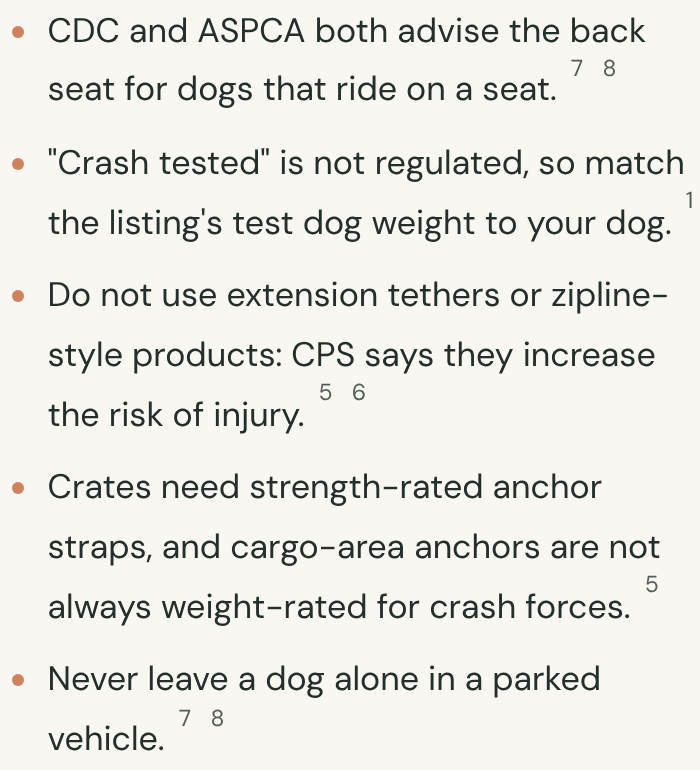 CDC and ASPCA both advise the back
seat for dogs that ride on a seat. 7 8
"Crash tested" is not regulated, so match
the listing's test dog weight to your dog. 1
Do not use extension tethers or zipline-
style products: CPS says they increase
the risk of injury. 5 6
Crates need strength-rated anchor
straps, and cargo-area anchors are not
always weight-rated for crash forces. 5
Never leave a dog alone in a parked
vehicle. 7 8